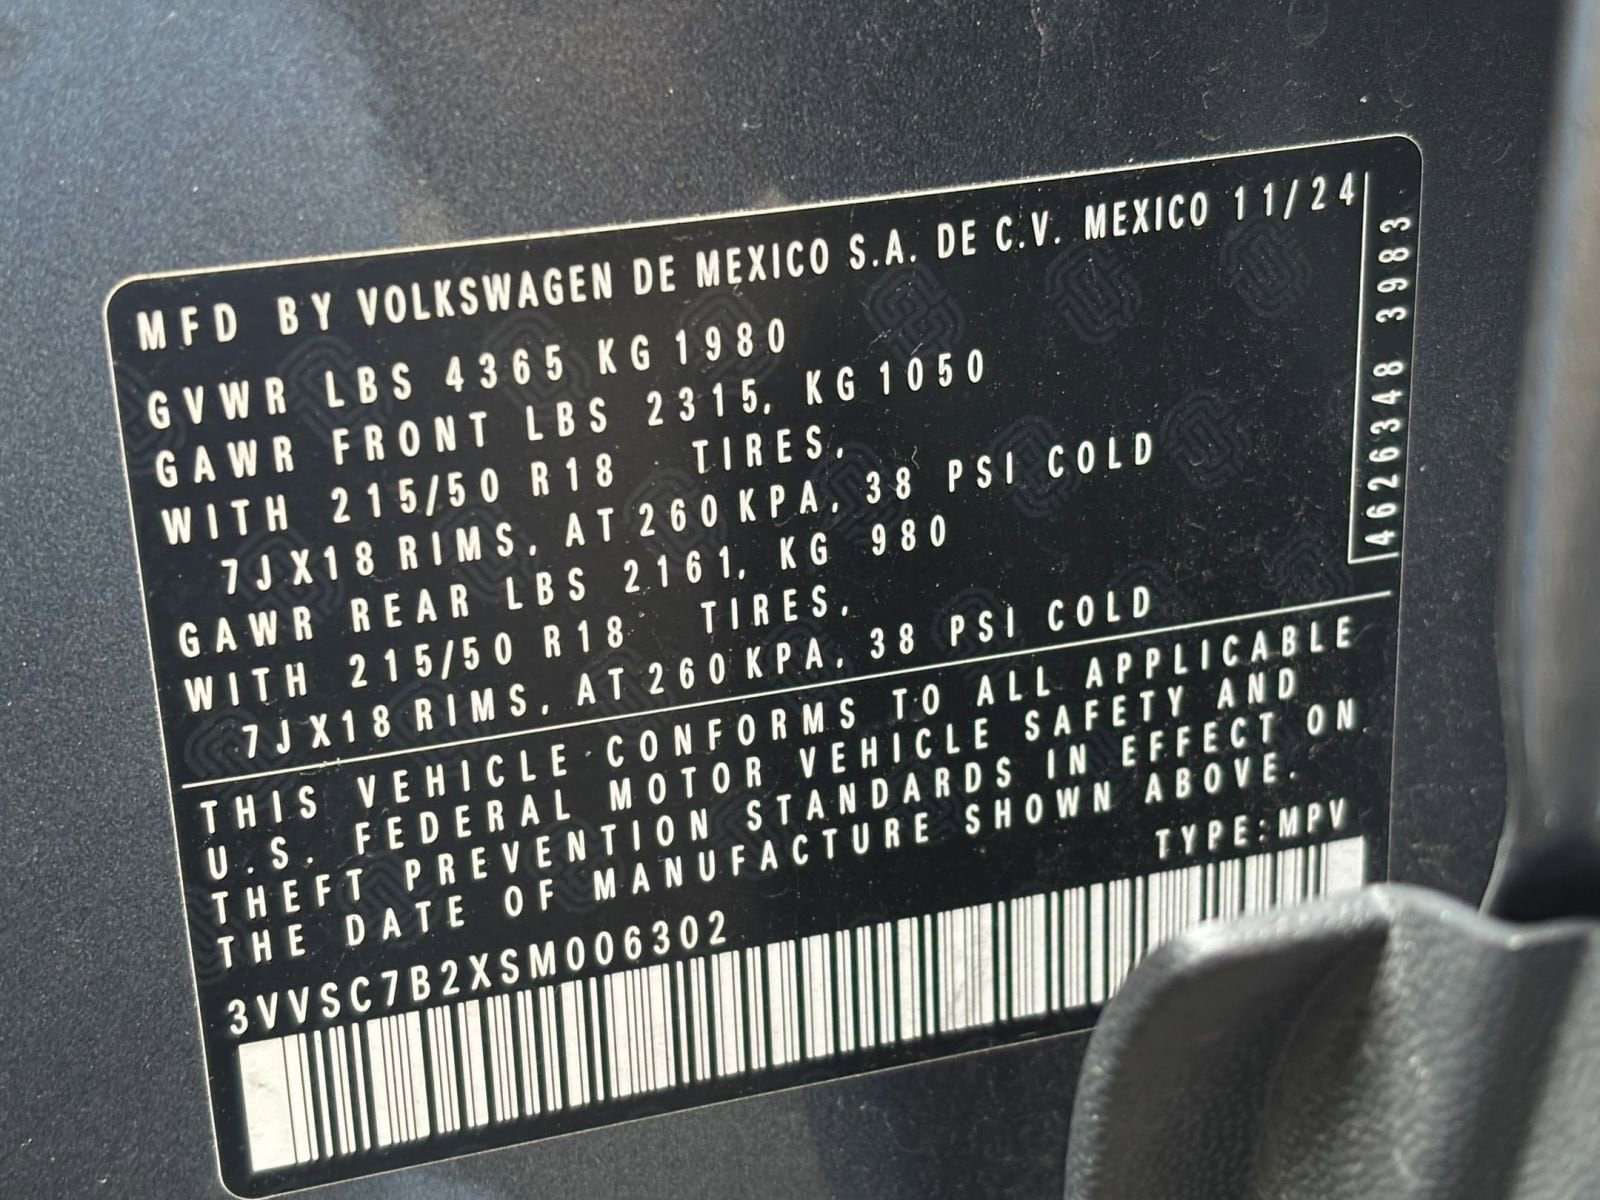 MFD BY VOLKSWAGEN DE MEXICO S.A. DE C.V. MEXICO 11/24
GVWR LBS 4365 KG 1980
GAWR FRONT LBS 2315, KG 1050
WITH 215/50 R18 TIRES,
7JX18 RIMS, AT 260 KPA, 38 PSI COLD
GAWR REAR LBS 2161, KG 980
WITH 215/50 R18 TIRES,
7JX18 RIMS, AT 260 KPA, 38 PSI COLD
4626348 3983
THIS VEHICLE CONFORMS TO ALL APPLICABLE
U.S. FEDERAL MOTOR VEHICLE SAFETY AND
THEFT PREVENTION STANDARDS IN EFFECT ON
THE DATE OF MANUFACTURE SHOWN ABOVE.
TYPE: MPV
3VVSC7B2XSM006302